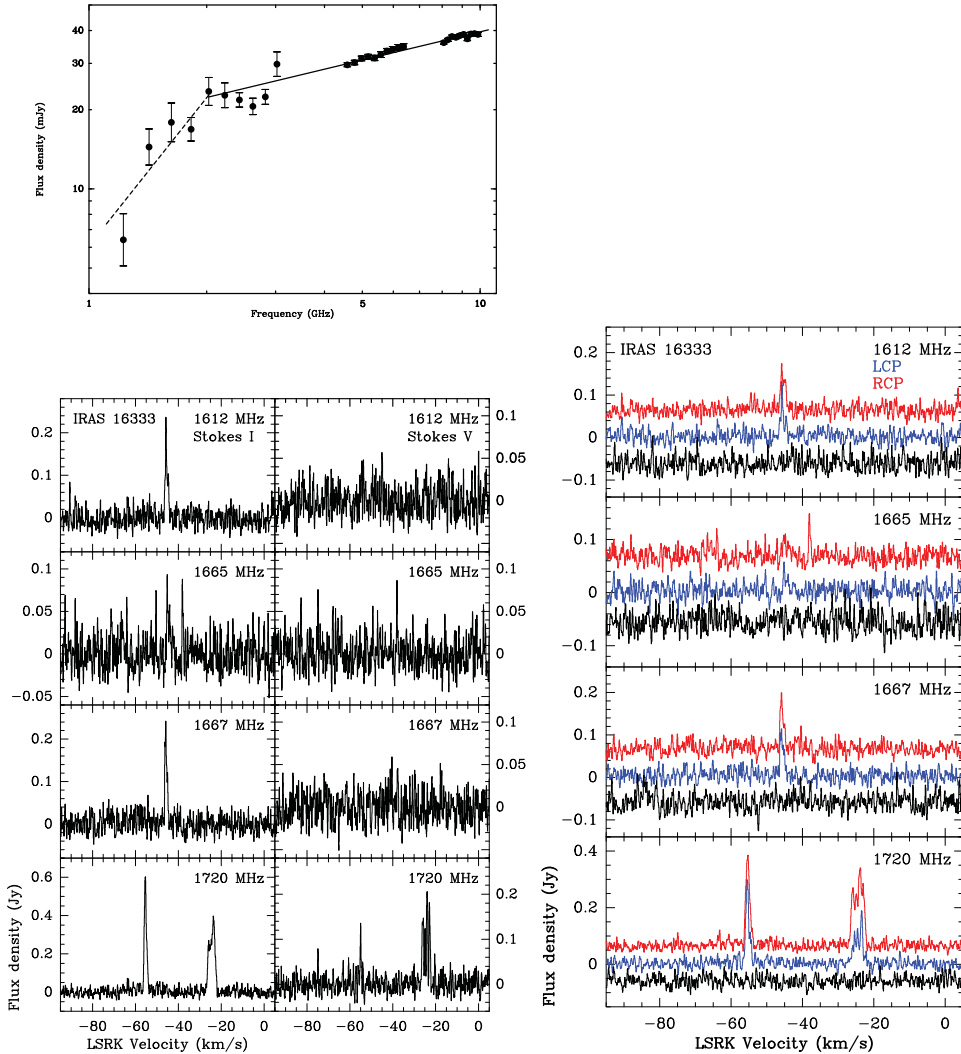 40
30
20
10
Flux density (mJy)
1
5
10
Frequency (GHz)
IRAS 16333
1612 MHz
Stokes I
0.2
0.1
0
1612 MHz
Stokes V
0.1
0.05
0
1665 MHz
0.1
0.05
0
−0.05
1665 MHz
0.1
0.05
0
1667 MHz
0.2
0.1
0
1667 MHz
0.1
0.05
0
1720 MHz
0.6
0.4
0.2
0
1720 MHz
0.2
0.1
0
Flux density (Jy)
−80 −60 −40 −20 0
−80 −60 −40 −20 0
LSRK Velocity (km/s)
IRAS 16333
1612 MHz
LCP
RCP
0.2
0.1
0
−0.1
1665 MHz
0.1
0
−0.1
1667 MHz
0.2
0.1
0
−0.1
1720 MHz
0.4
0.2
0
Flux density (Jy)
−80 −60 −40 −20 0
LSRK Velocity (km/s)